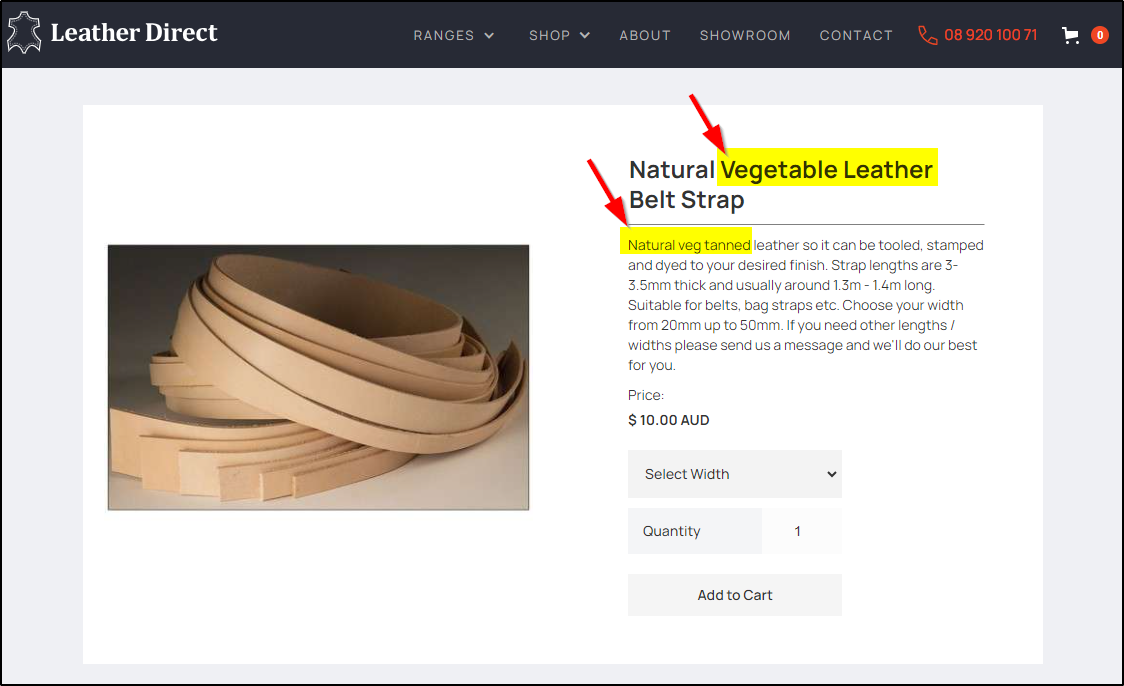 Leather Direct
RANGES
SHOP
ABOUT
SHOWROOM
CONTACT
08 920 100 71
0
Natural Vegetable Leather
Belt Strap
Natural veg tanned leather so it can be tooled, stamped
and dyed to your desired finish. Strap lengths are 3-
3.5mm thick and usually around 1.3m - 1.4m long.
Suitable for belts, bag straps etc. Choose your width
from 20mm up to 50mm. If you need other lengths /
widths please send us a message and we'll do our best
for you.
Price:
$ 10.00 AUD
Select Width
Quantity
1
Add to Cart